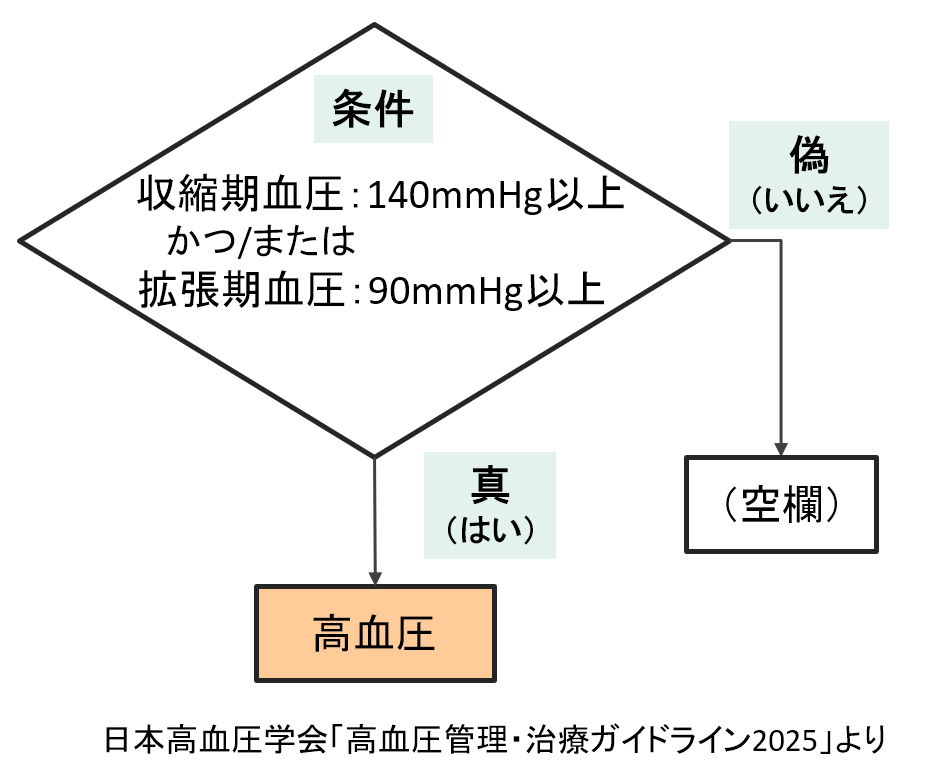 条件
収縮期血圧：140mmHg以上
かつ/または
拡張期血圧：90mmHg以上
偽
（いいえ）
真
（はい）
（空欄）
高血圧
日本高血圧学会「高血圧管理・治療ガイドライン2025」より